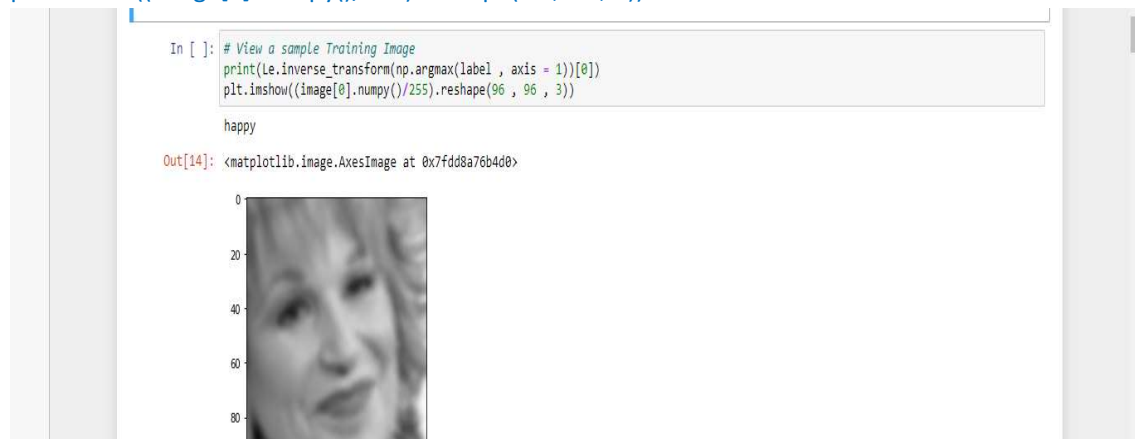 In [ ]: # View a sample Training Image
print(Le.inverse_transform(np.argmax(label , axis = 1))[0])
plt.imshow((image[0].numpy()/255).reshape(96 , 96 , 3))
happy
Out[14]: <matplotlib.image.AxesImage at 0x7fdd8a76b4d0>
0
20
40
60
80